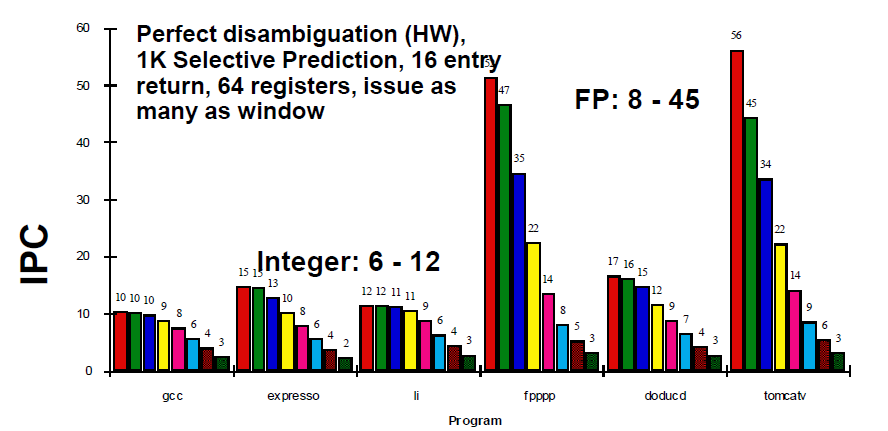 60
Perfect disambiguation (HW),
1K Selective Prediction, 16 entry
return, 64 registers, issue as
many as window
56
47
50
FP: 8 - 45
45
40
35
34
30
22
22
20
Integer: 6 - 12
IPC
15 15 13 10 8 6 4 2
17 16 15 12 9 7 4 3
10 10 10 9 8 6 4 3
12 12 11 11 9 6 4 3
14 8 5 3
14 9 6 3
10
0
gcc expresso li fpppp doducd tomcatv
Program